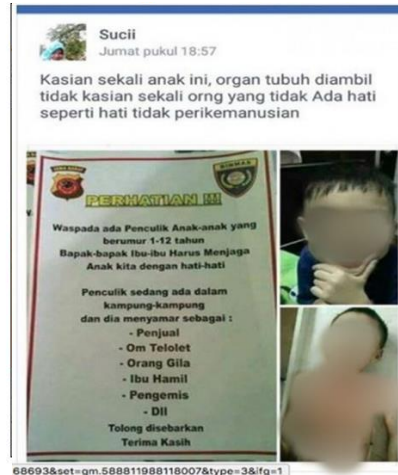 Sucii
Jumat pukul 18:57
Kasian sekali anak ini, organ tubuh diambil
tidak kasian sekali orng yang tidak Ada hati
seperti hati tidak perikemanusian
BINMAS
PERHATIAN !!!
Waspada ada Penculik Anak-anak yang
berumur 1-12 tahun
Bapak-bapak Ibu-ibu Harus Menjaga
Anak kita dengan hati-hati
Penculik sedang ada dalam
kampung-kampung
dan dia menyamar sebagai :
- Penjual
- Om Telolet
- Orang Gila
- Ibu Hamil
- Pengemis
- Dll
Tolong disebarkan
Terima Kasih
68693&set=gm.588811988118007&type=3&ifg=1